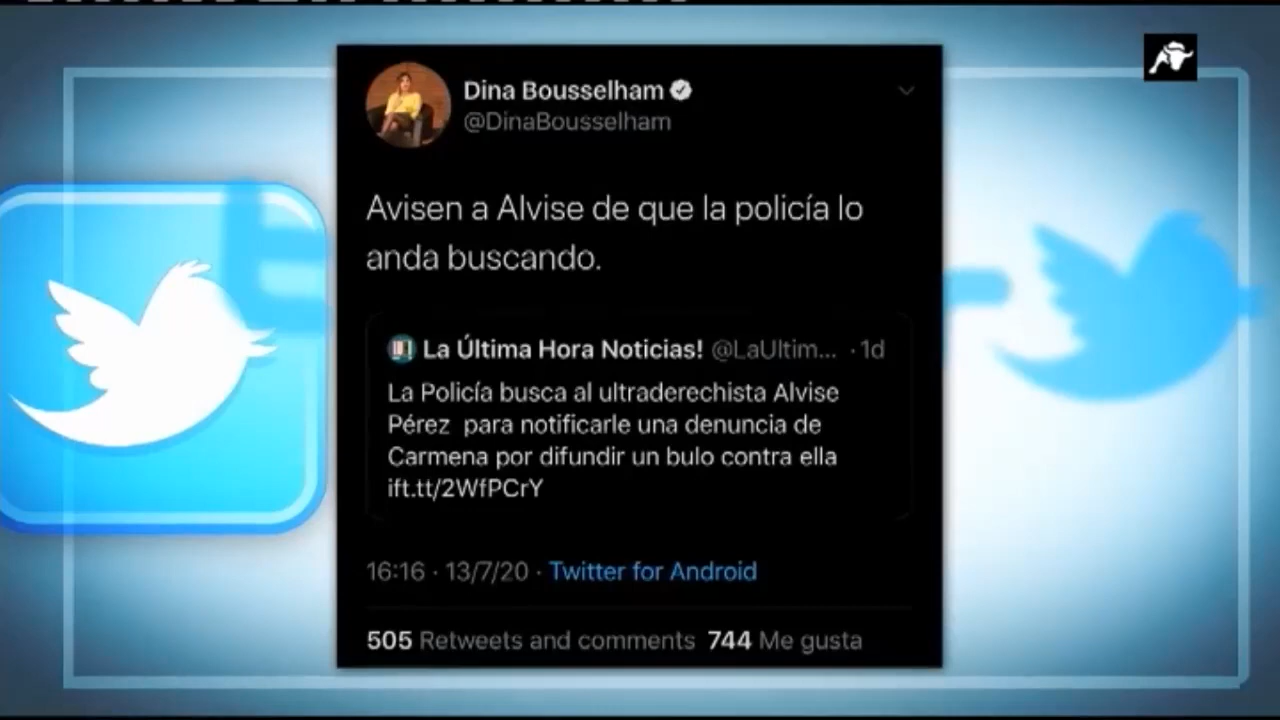 Dina Bousselham
@DinaBousselham
Avisen a Alvise de que la policía lo
anda buscando.
La Última Hora Noticias! @LaUltim... · 1d
La Policía busca al ultraderechista Alvise
Pérez para notificarle una denuncia de
Carmena por difundir un bulo contra ella
ift.tt/2WfPCrY
16:16 · 13/7/20 · Twitter for Android
505 Retweets and comments 744 Me gusta